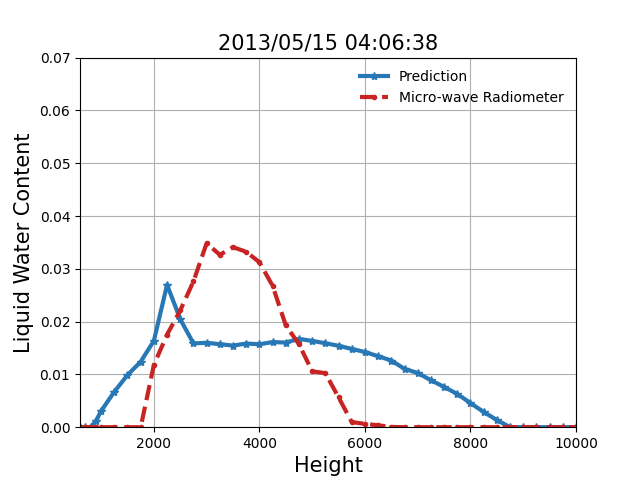 2013/05/15 04:06:38
Prediction
Micro-wave Radiometer
0.07
0.06
0.05
0.04
0.03
0.02
0.01
0.00
Liquid Water Content
2000 4000 6000 8000 10000
Height